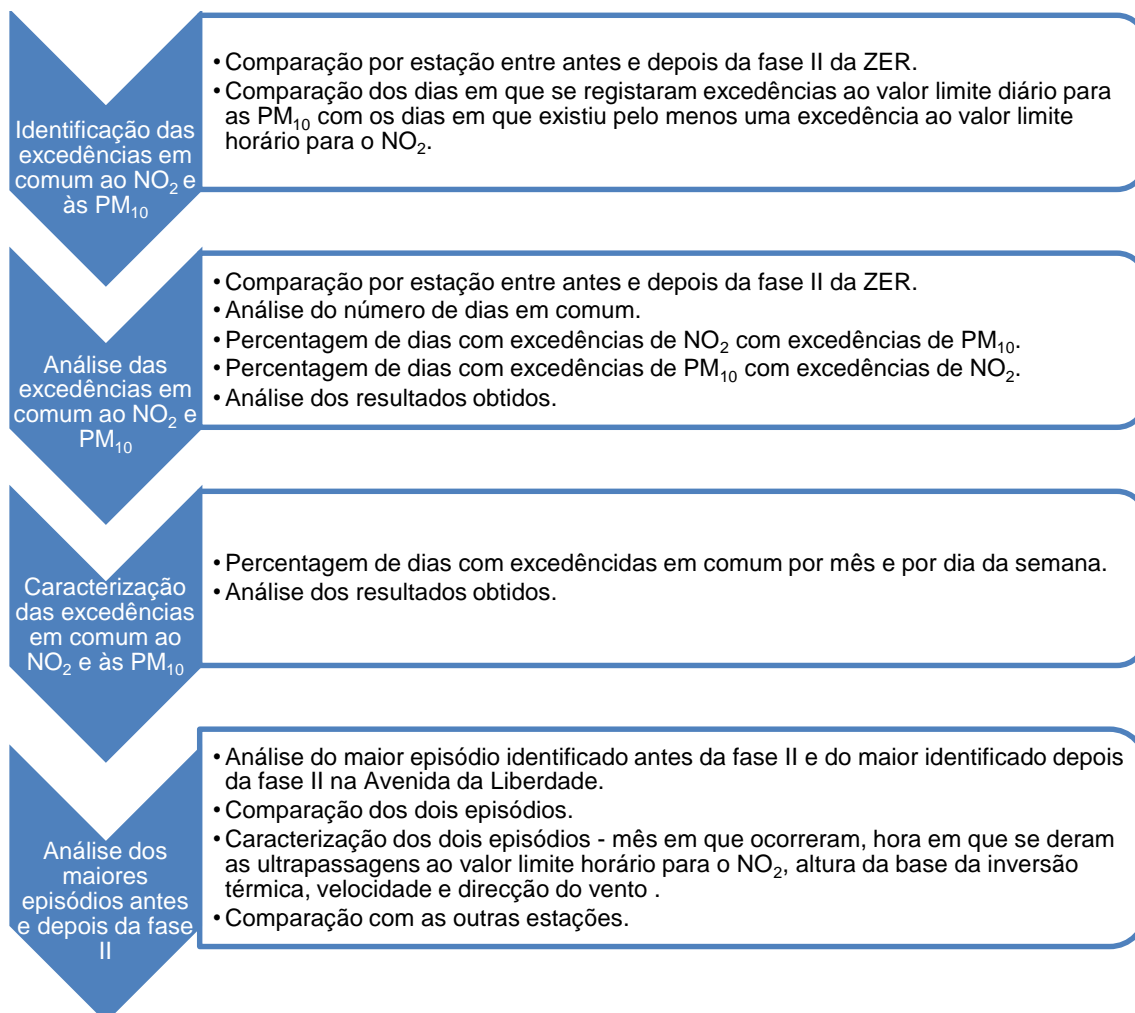 Identificação das
excedências em
comum ao NO₂ e
às PM₁₀
• Comparação por estação entre antes e depois da fase II da ZER.
• Comparação dos dias em que se registaram excedências ao valor limite diário para
as PM₁₀ com os dias em que existiu pelo menos uma excedência ao valor limite
horário para o NO₂.
Análise das
excedências em
comum ao NO₂ e
PM₁₀
• Comparação por estação entre antes e depois da fase II da ZER.
• Análise do número de dias em comum.
• Percentagem de dias com excedências de NO₂ com excedências de PM₁₀.
• Percentagem de dias com excedências de PM₁₀ com excedências de NO₂.
• Análise dos resultados obtidos.
Caracterização
das excedências
em comum ao
NO₂ e às PM₁₀
• Percentagem de dias com excedêncidas em comum por mês e por dia da semana.
• Análise dos resultados obtidos.
Análise dos
maiores
episódios antes
e depois da fase
II
• Análise do maior episódio identificado antes da fase II e do maior identificado depois
da fase II na Avenida da Liberdade.
• Comparação dos dois episódios.
• Caracterização dos dois episódios - mês em que ocorreram, hora em que se deram
as ultrapassagens ao valor limite horário para o NO₂, altura da base da inversão
térmica, velocidade e direcção do vento .
• Comparação com as outras estações.